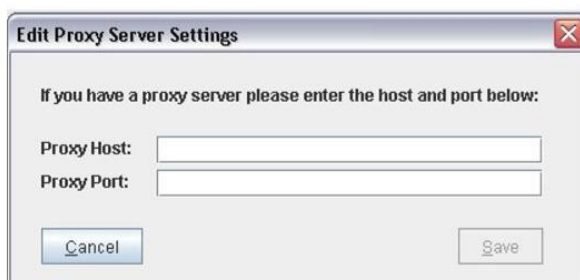 Edit Proxy Server Settings
If you have a proxy server please enter the host and port below:
Proxy Host:
Proxy Port:
Cancel
Save